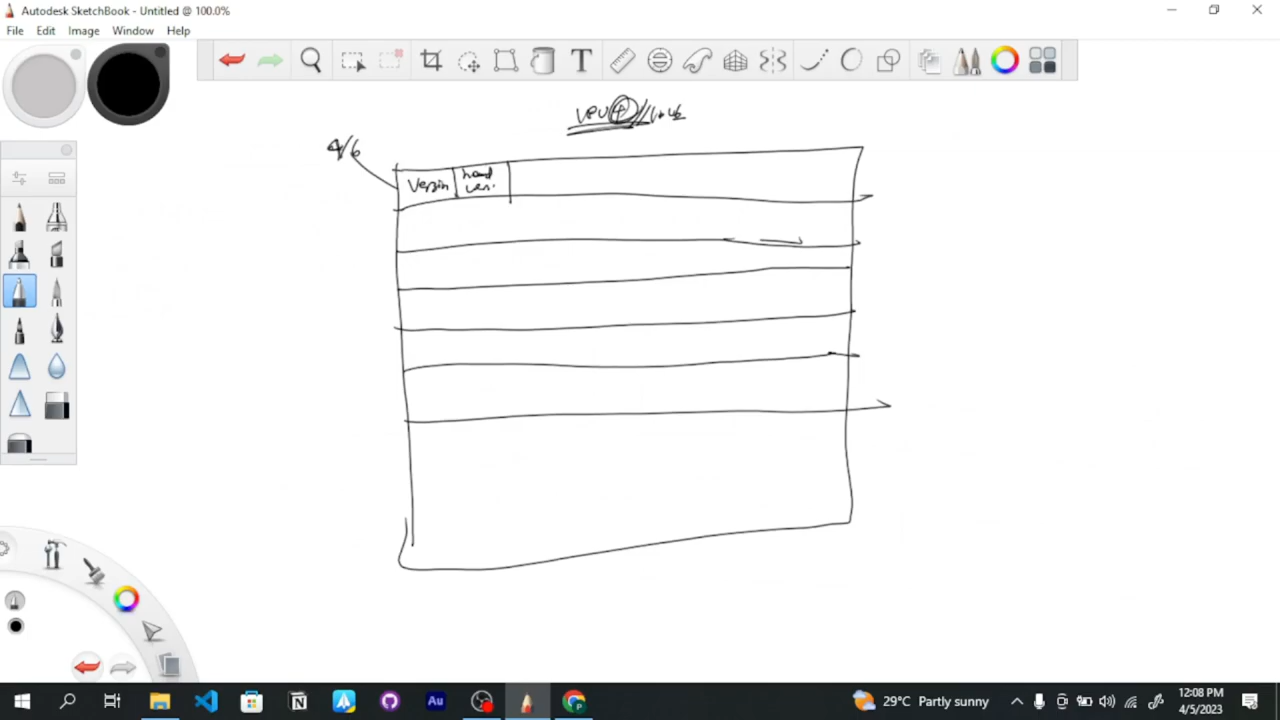 Autodesk SketchBook - Untitled @ 100.0%
File Edit Image Window Help
4/6
Version
head
29°C Partly sunny
12:08 PM
4/5/2023